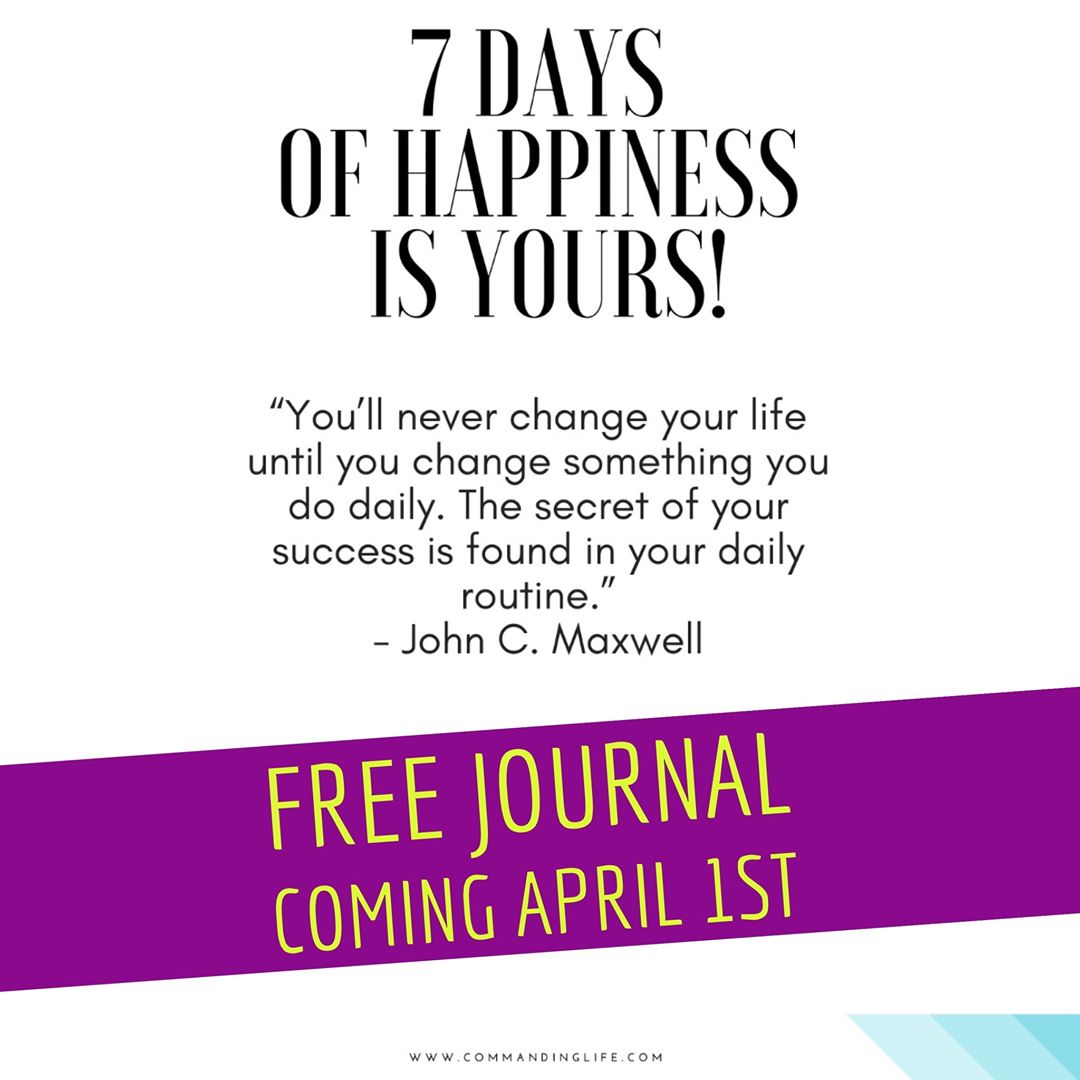 7 DAYS
OF HAPPINESS
IS YOURS!
“You’ll never change your life
until you change something you
do daily. The secret of your
success is found in your daily
routine.”
- John C. Maxwell
FREE JOURNAL
COMING APRIL 1ST
WWW.COMMANDINGLIFE.COM